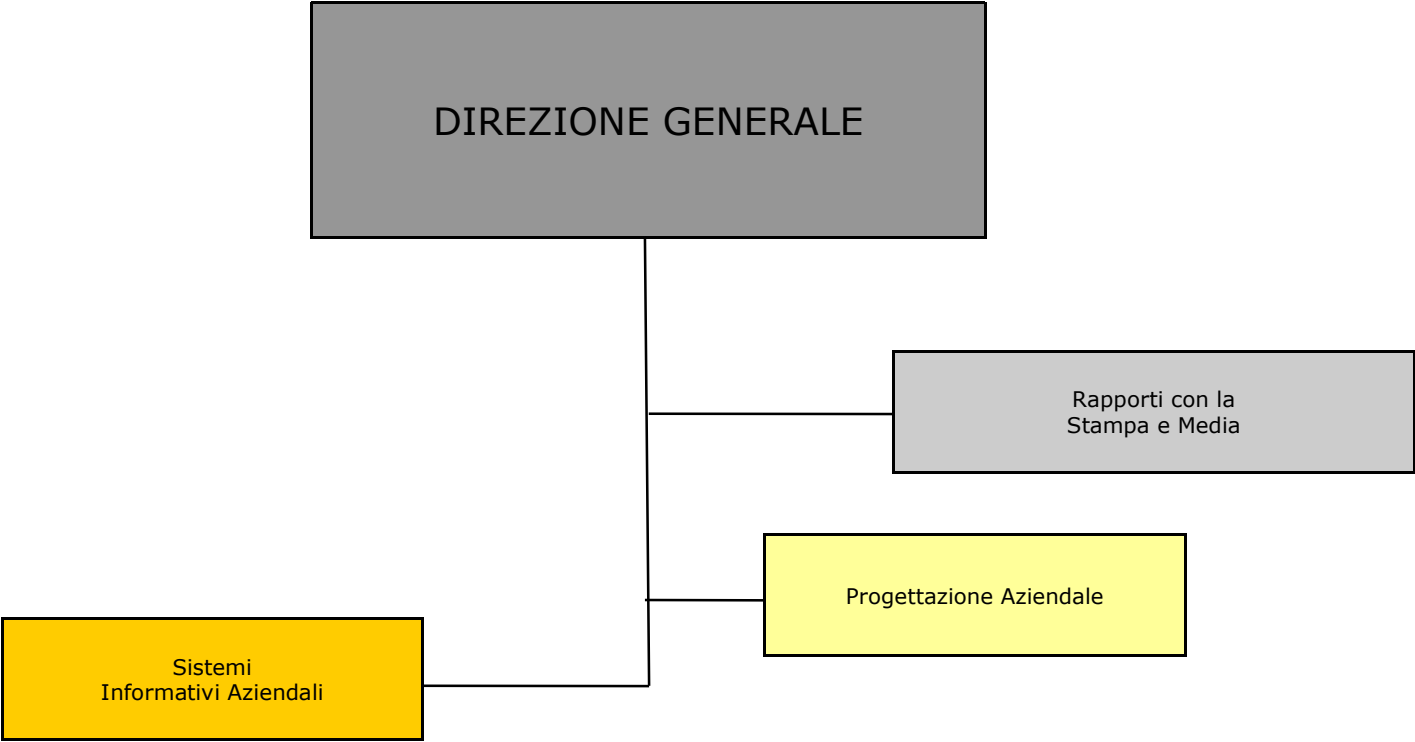 DIREZIONE GENERALE
Rapporti con la
Stampa e Media
Progettazione Aziendale
Sistemi
Informativi Aziendali